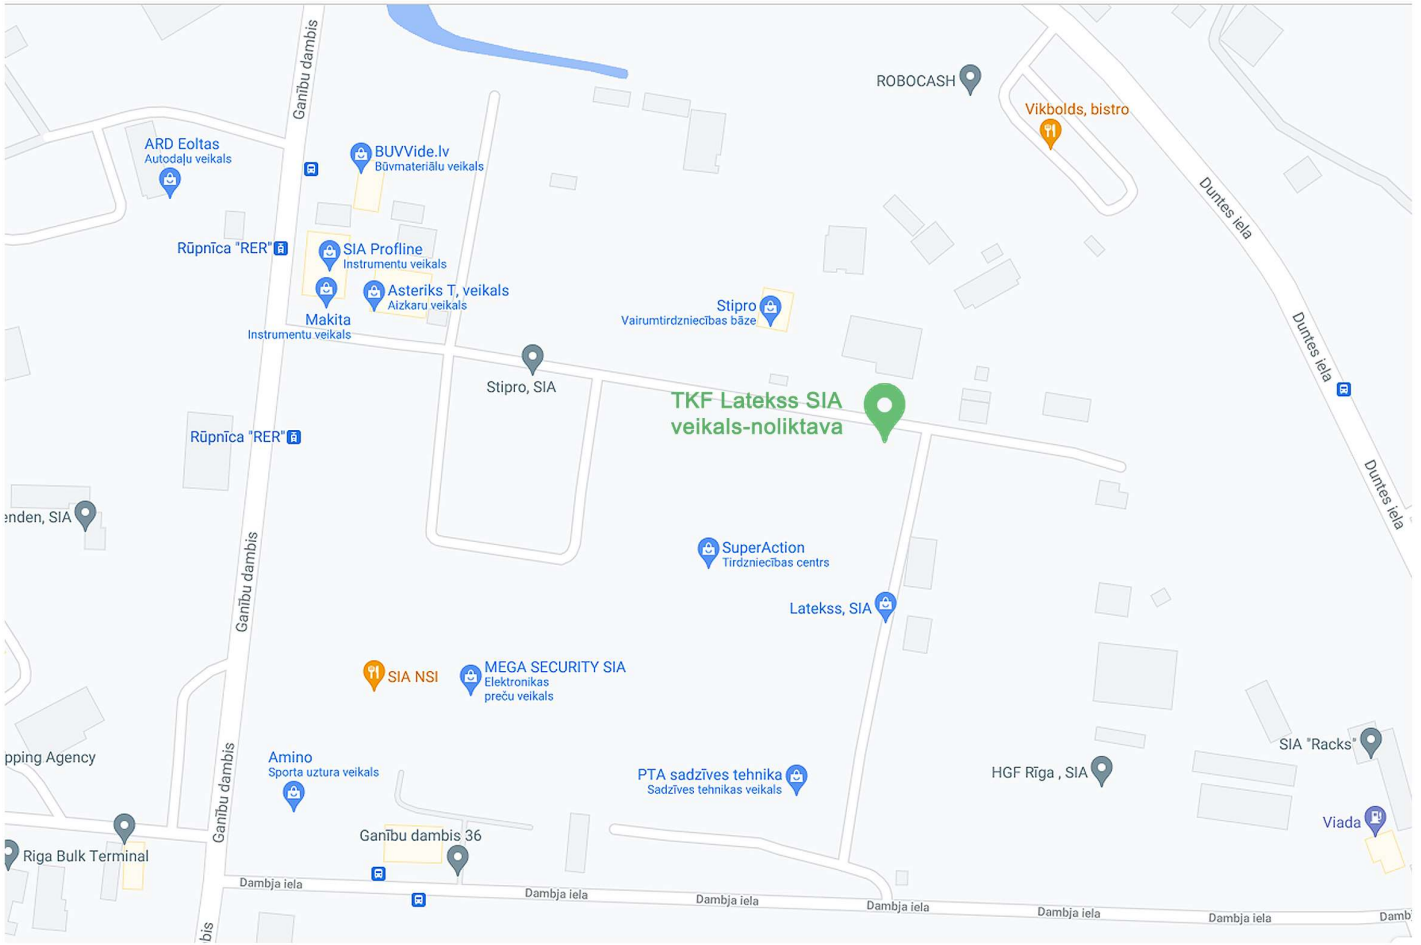 Ganību dambis
ROBOCASH
Vikbolds, bistro
ARD Eoltas
Autodaļu veikals
BUVVide.lv
Būvmateriālu veikals
Duntes iela
Rūpnīca "RER"
SIA Profline
Instrumentu veikals
Asteriks T, veikals
Aizkaru veikals
Makita
Instrumentu veikals
Stipro
Vairumtirdzniecības bāze
Duntes iela
Stipro, SIA
TKF Latekss SIA
veikals-noliktava
Rūpnīca "RER"
Duntes iela
enden, SIA
Ganību dambis
SuperAction
Tirdzniecības centrs
Latekss, SIA
SIA NSI
MEGA SECURITY SIA
Elektronikas
preču veikals
pping Agency
Amino
Sporta uztura veikals
Ganību dambis
PTA sadzīves tehnika
Sadzīves tehnikas veikals
HGF Rīga , SIA
SIA "Racks"
Viada
Ganību dambis 36
Riga Bulk Terminal
Dambja iela
Dambja iela
Dambja iela
Dambja iela
Dambja iela
Dambja iela
Damb
bis